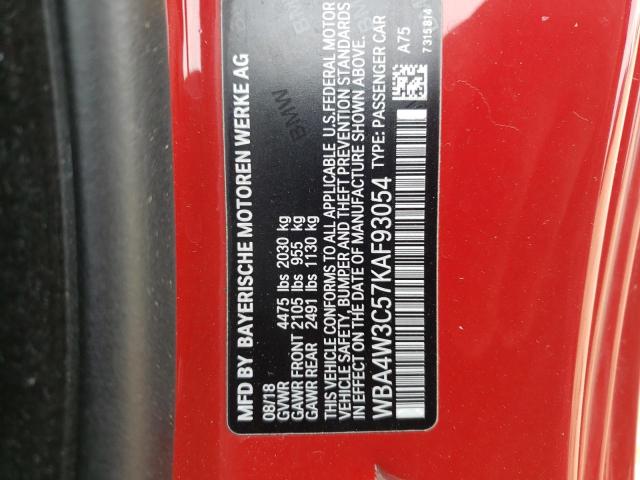 MFD BY BAYERISCHE MOTOREN WERKE AG
08/18
GVWR 4475 lbs 2030 kg
GAWR FRONT 2105 lbs 955 kg
GAWR REAR 2491 lbs 1130 kg
THIS VEHICLE CONFORMS TO ALL APPLICABLE U.S. FEDERAL MOTOR
VEHICLE SAFETY, BUMPER AND THEFT PREVENTION STANDARDS
IN EFFECT ON THE DATE OF MANUFACTURE SHOWN ABOVE.
WBA4W3C57KAF93054 TYPE: PASSENGER CAR
A75
7315814
BMW
BMW